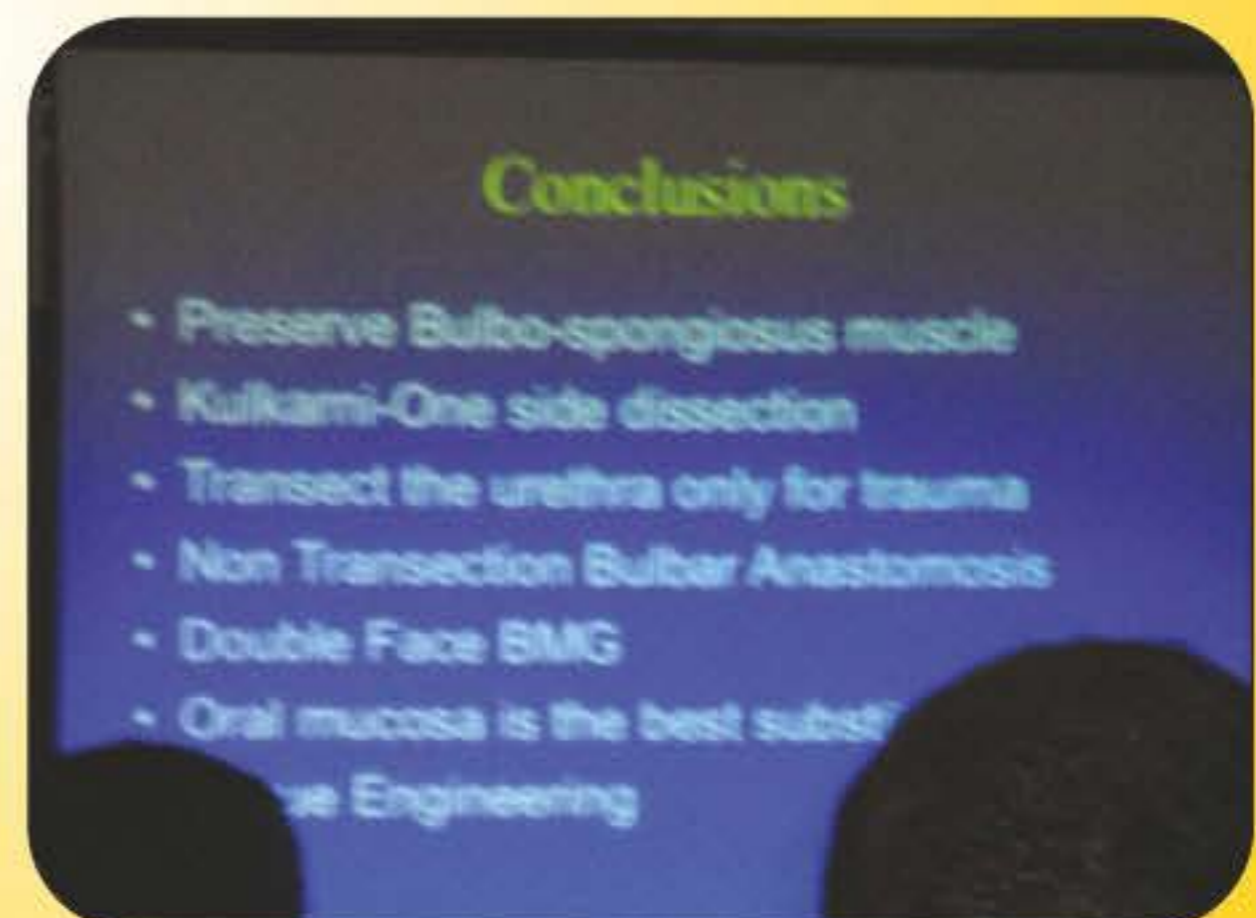 Conclusions
• Preserve Bulbo-spongiosus muscle
• Kulkarni-One side dissection
• Transect the urethra only for trauma
• Non Transection Bulbar Anastomosis
• Double Face BMG
• Oral mucosa is the best
Engineering